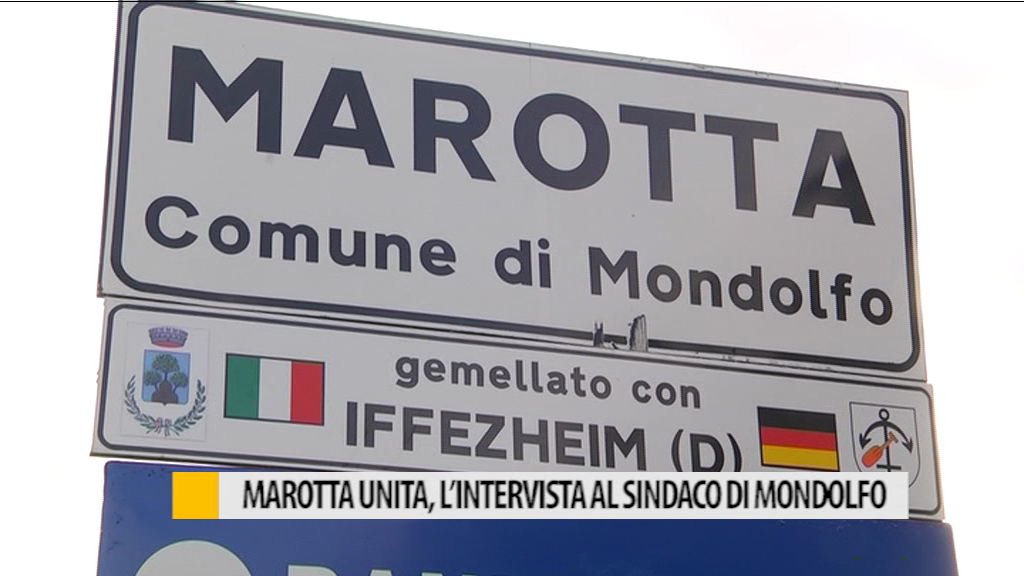 MAROTTA
Comune di Mondolfo
gemellato con
IFFEZHEIM (D)
MAROTTA UNITA, L'INTERVISTA AL SINDACO DI MONDOLFO